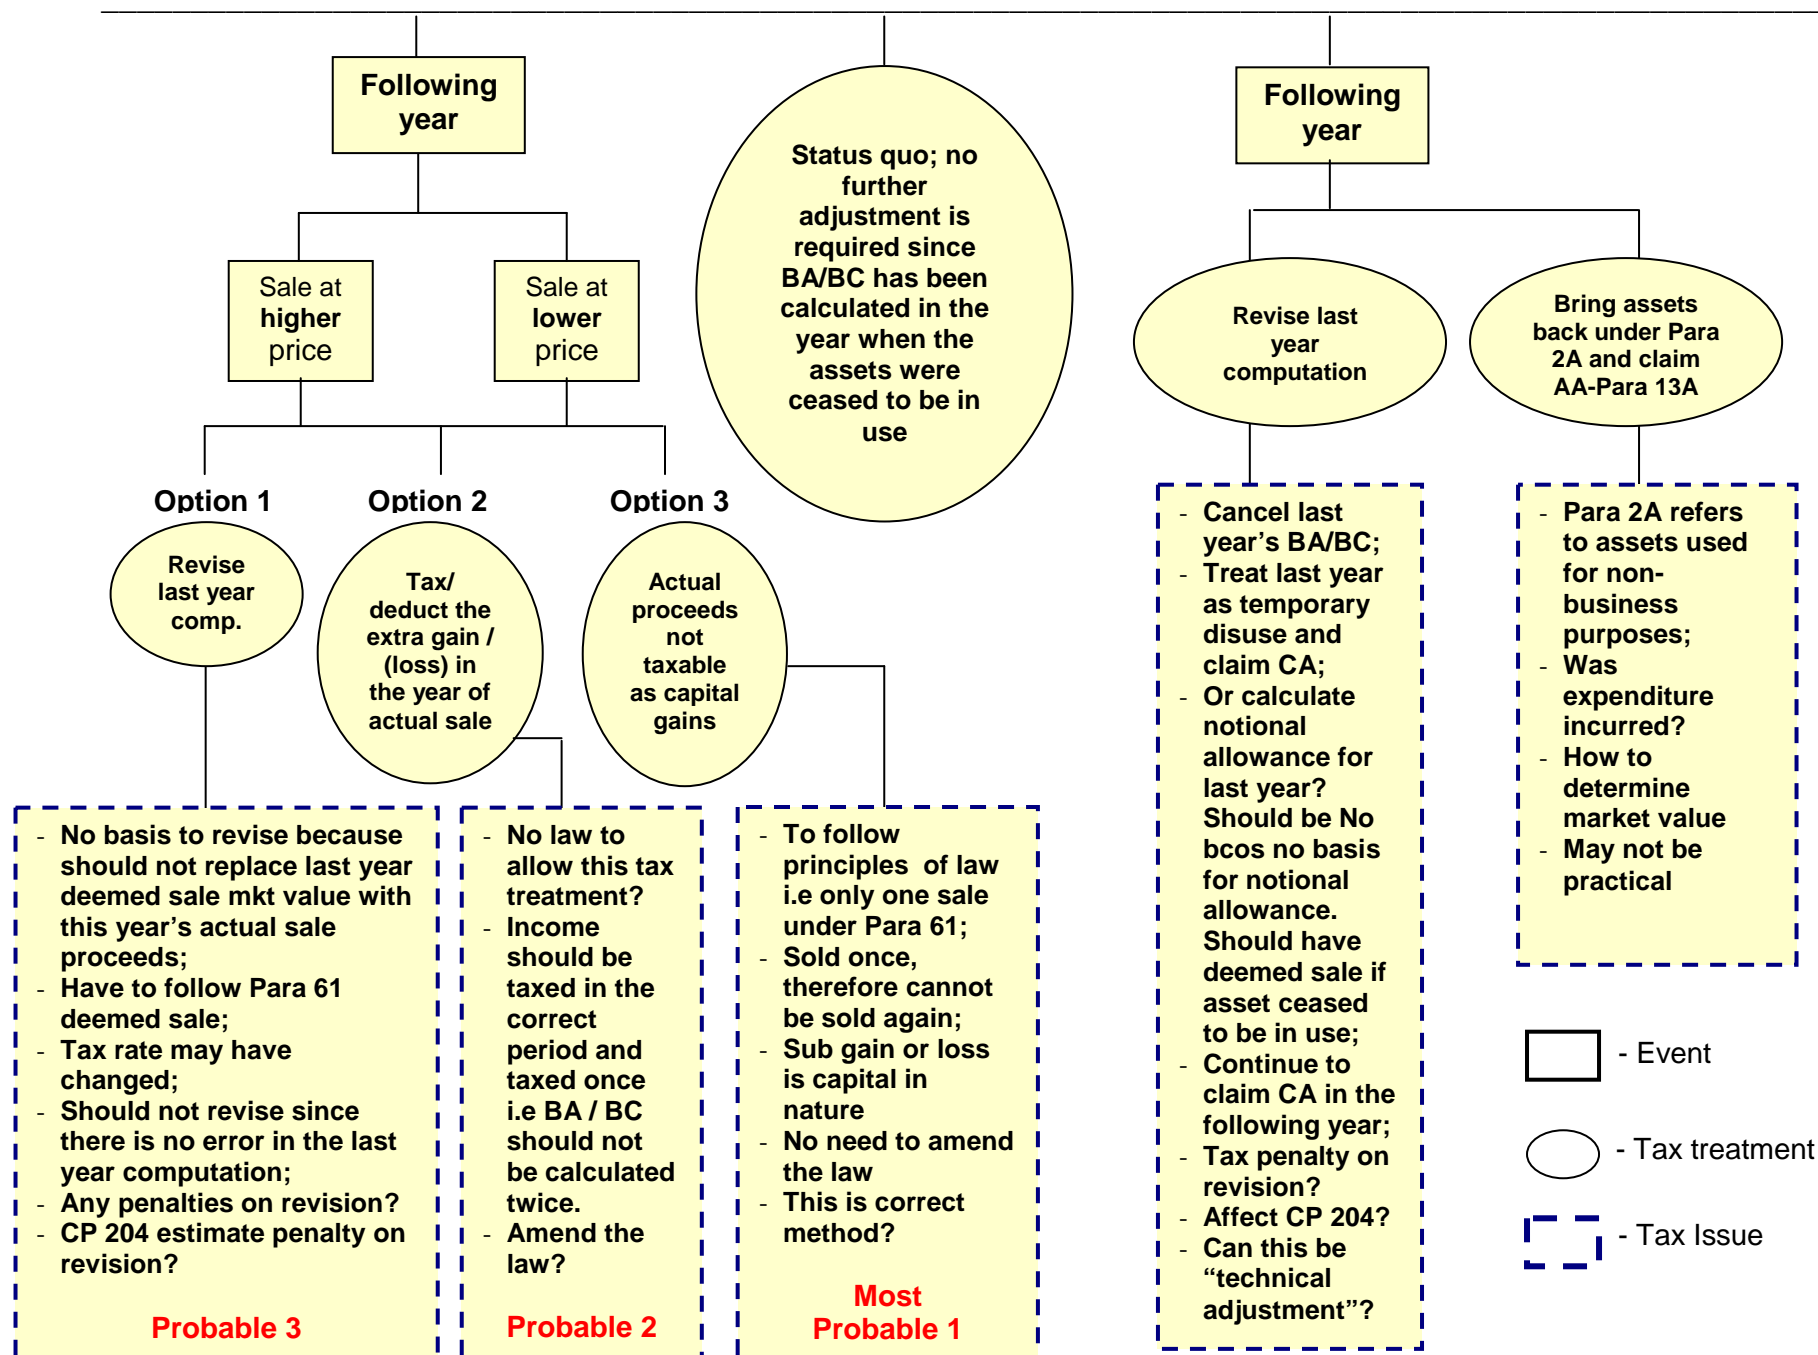 Following
year
Status quo; no
further
adjustment is
required since
BA/BC has been
calculated in the
year when the
assets were
ceased to be in
use
Following
year
Sale at
higher
price
Sale at
lower
price
Revise last
year
computation
Bring assets
back under Para
2A and claim
AA-Para 13A
Option 1
Option 2
Option 3
Revise
last year
comp.
Tax/
deduct the
extra gain /
(loss) in
the year of
actual sale
Actual
proceeds
not
taxable
as capital
gains
- No basis to revise because
should not replace last year
deemed sale mkt value with
this year's actual sale
proceeds;
- Have to follow Para 61
deemed sale;
- Tax rate may have
changed;
- Should not revise since
there is no error in the last
year computation;
- Any penalties on revision?
- CP 204 estimate penalty on
revision?
Probable 3
- No law to
allow this tax
treatment?
- Income
should be
taxed in the
correct
period and
taxed once
i.e BA / BC
should not
be calculated
twice.
- Amend the
law?
Probable 2
- To follow
principles of law
i.e only one sale
under Para 61;
- Sold once,
therefore cannot
be sold again;
- Sub gain or loss
is capital in
nature
- No need to amend
the law
- This is correct
method?
Most
Probable 1
- Cancel last
year's BA/BC;
- Treat last year
as temporary
disuse and
claim CA;
- Or calculate
notional
allowance for
last year?
Should be No
bcos no basis
for notional
allowance.
Should have
deemed sale if
asset ceased
to be in use;
- Continue to
claim CA in the
following year;
- Tax penalty on
revision?
- Affect CP 204?
- Can this be
“technical
adjustment”?
- Para 2A refers
to assets used
for non-
business
purposes;
- Was
expenditure
incurred?
- How to
determine
market value
- May not be
practical
- Event
- Tax treatment
- Tax Issue